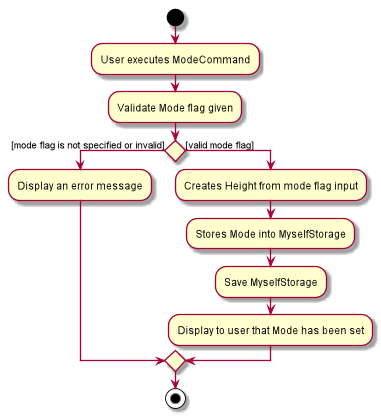 User executes ModeCommand
Validate Mode flag given
[mode flag is not specified or invalid]
[valid mode flag]
Display an error message
Creates Height from mode flag input
Stores Mode into MyselfStorage
Save MyselfStorage
Display to user that Mode has been set